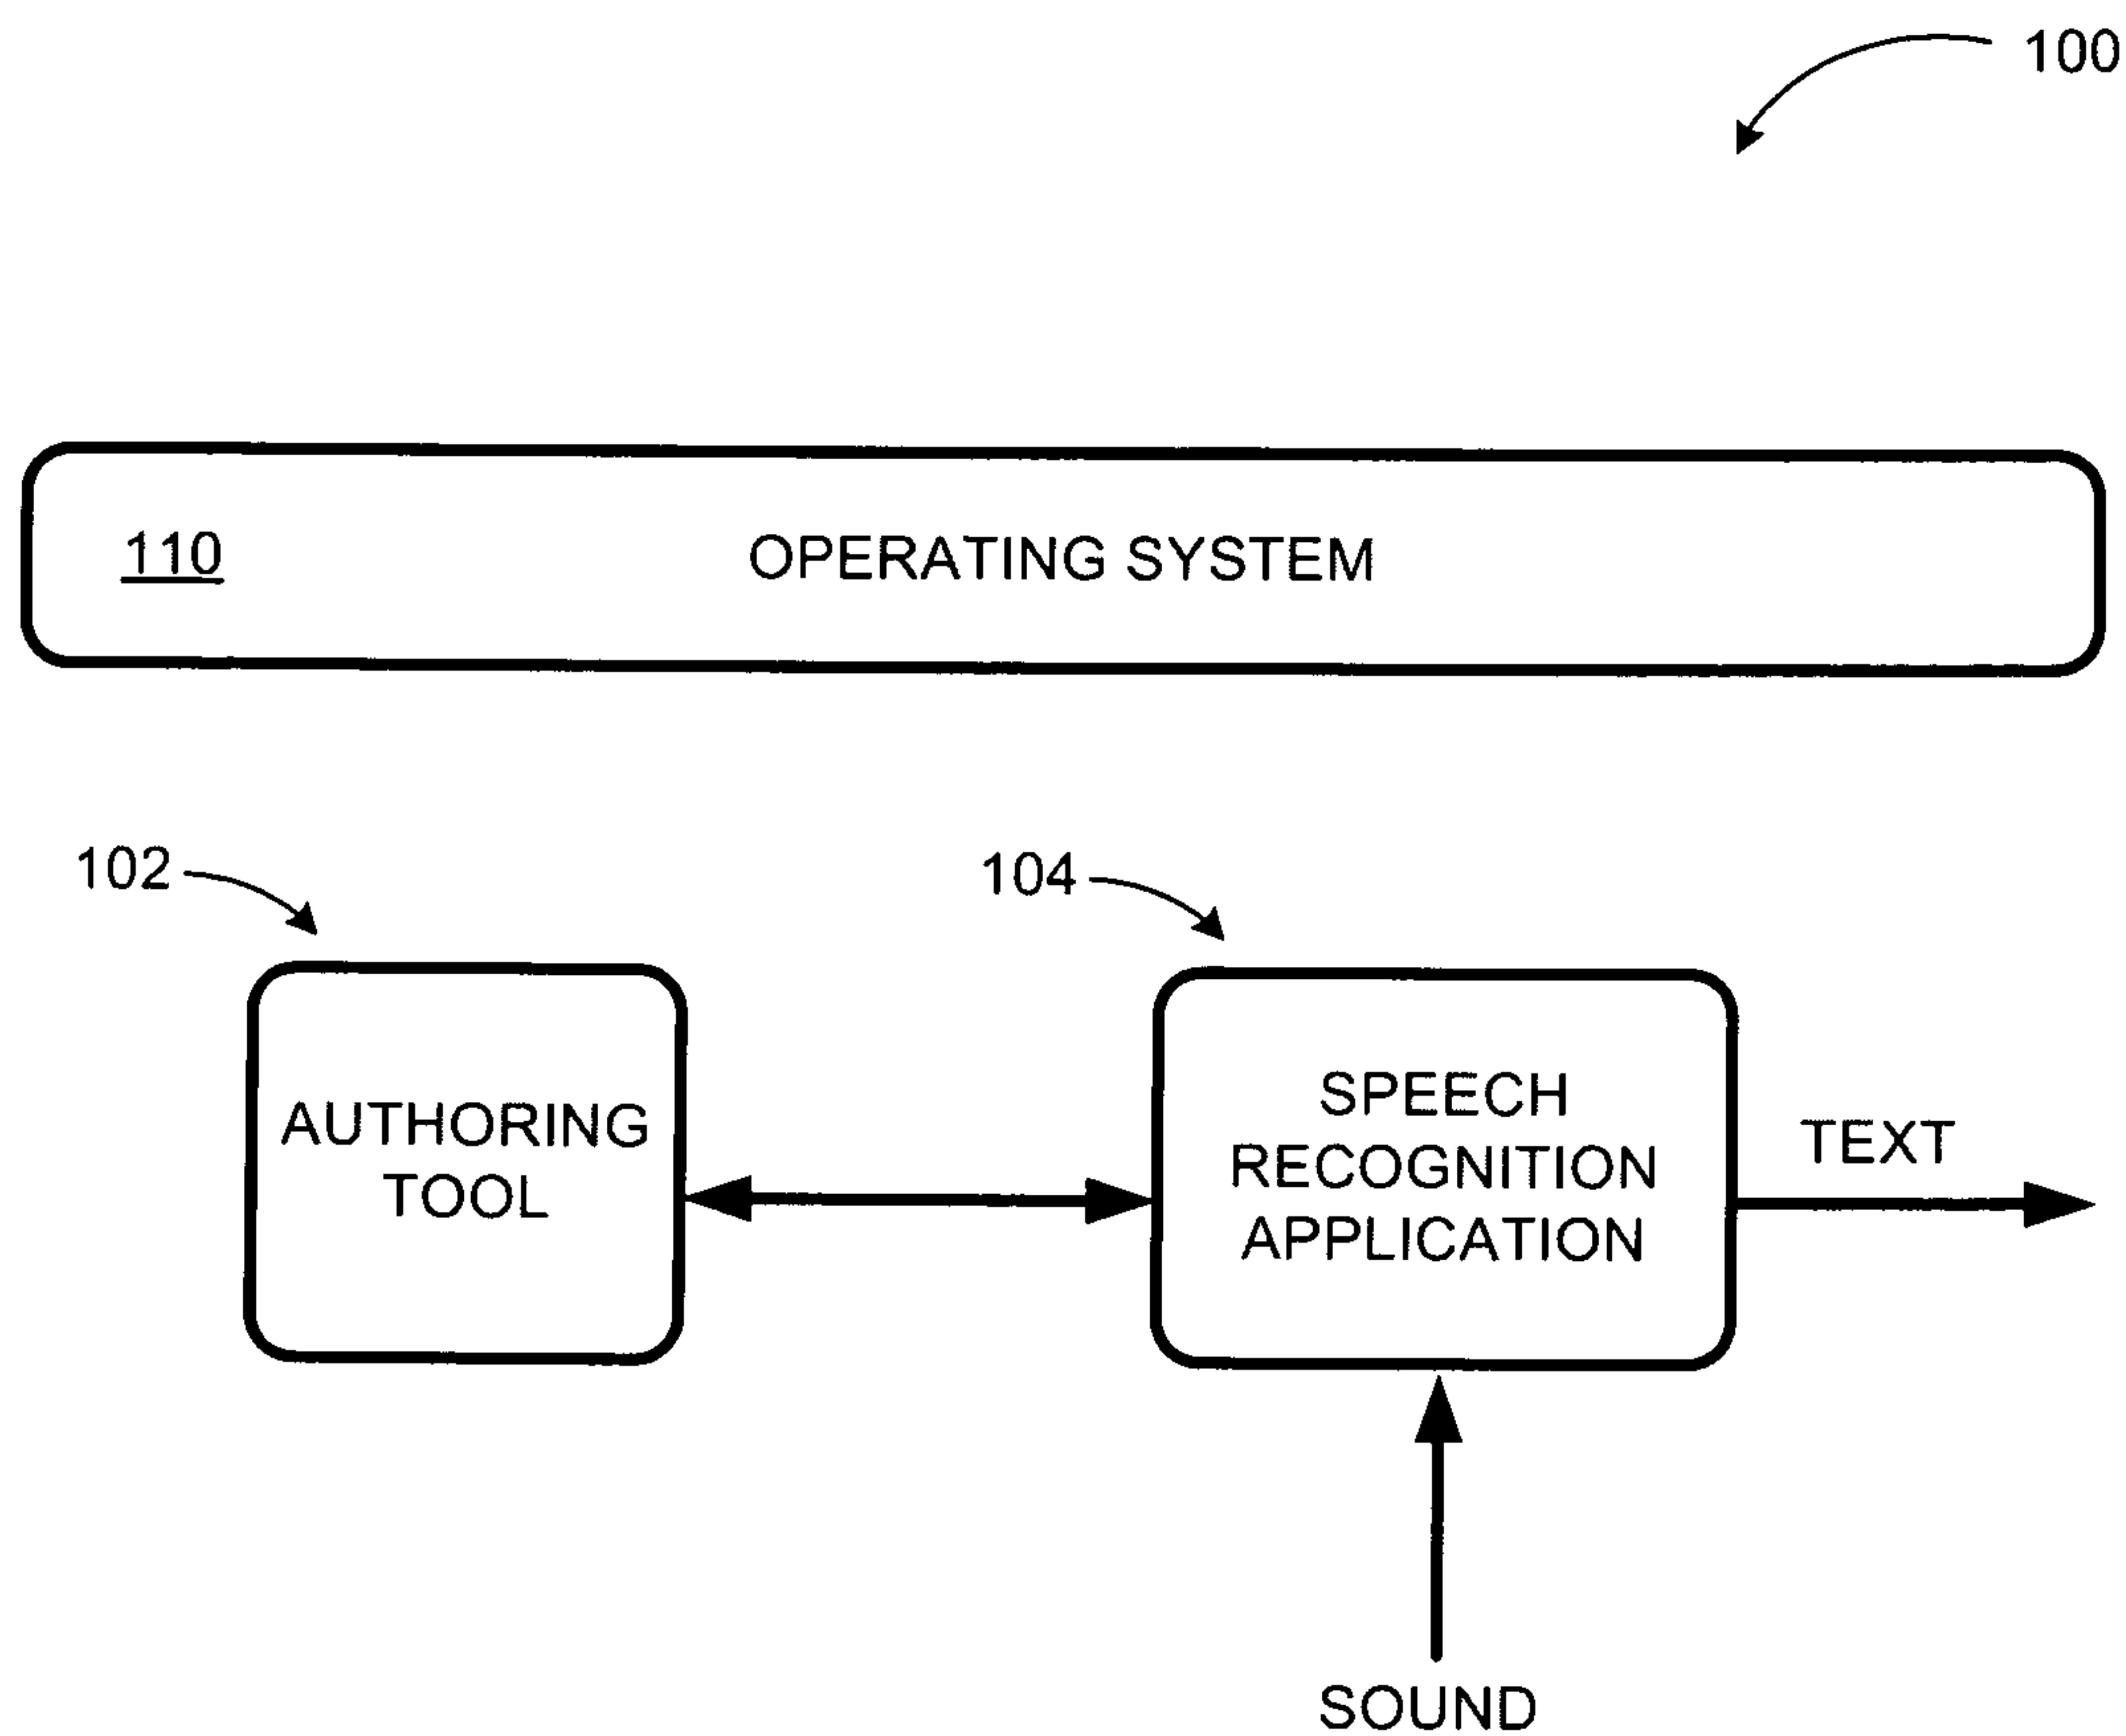 100
110
OPERATING SYSTEM
102
104
AUTHORING
TOOL
SPEECH
RECOGNITION
APPLICATION
TEXT
SOUND